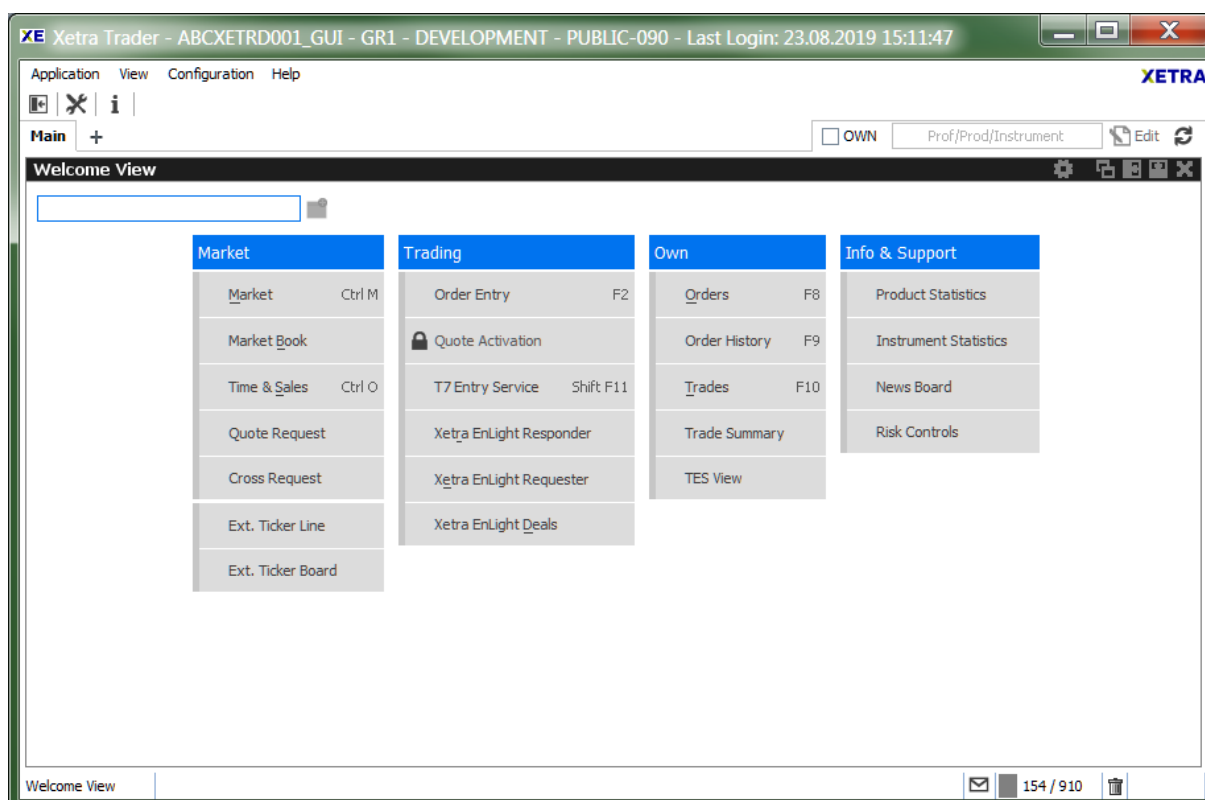 XE Xetra Trader - ABCXETRD001_GUI - GR1 - DEVELOPMENT - PUBLIC-090 - Last Login: 23.08.2019 15:11:47
Application View Configuration Help
XETRA
Main +
OWN Prof/Prod/Instrument Edit
Welcome View
Market
Market Ctrl M
Market Book
Time & Sales Ctrl O
Quote Request
Cross Request
Ext. Ticker Line
Ext. Ticker Board
Trading
Order Entry F2
Quote Activation
T7 Entry Service Shift F11
Xetra EnLight Responder
Xetra EnLight Requester
Xetra EnLight Deals
Own
Orders F8
Order History F9
Trades F10
Trade Summary
TES View
Info & Support
Product Statistics
Instrument Statistics
News Board
Risk Controls
Welcome View
154 / 910